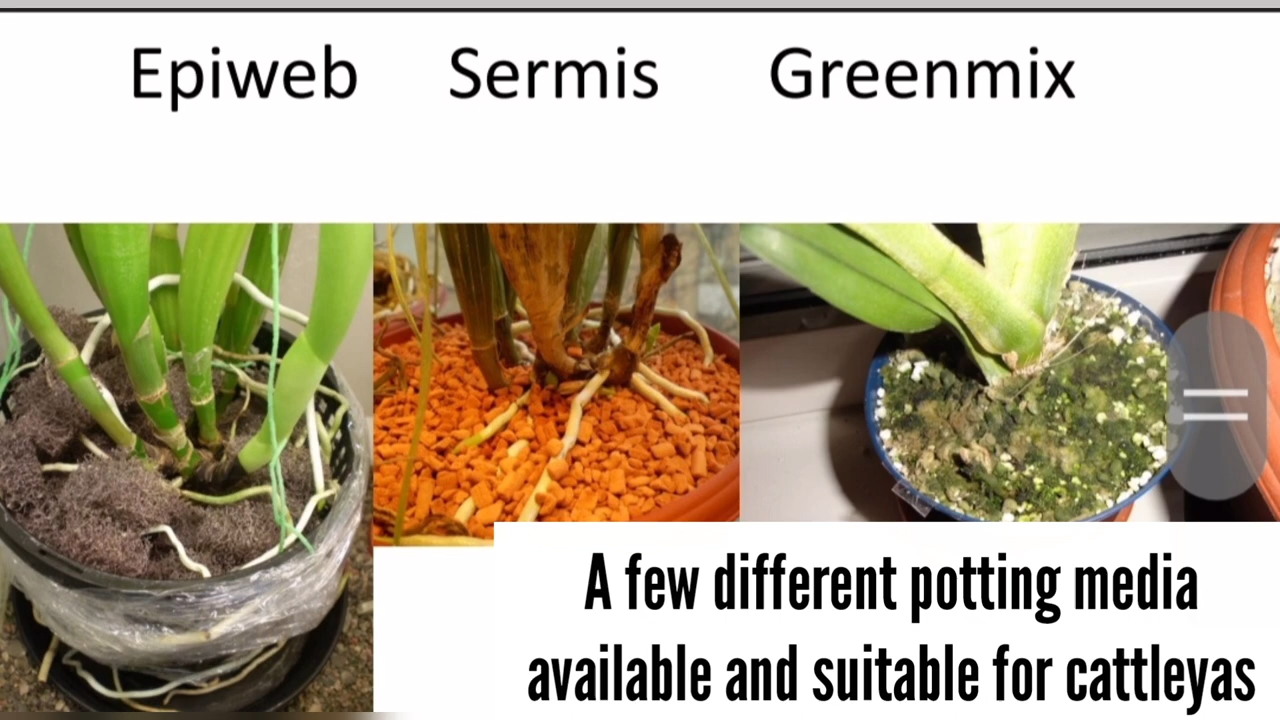 Epiweb Sermis Greenmix
A few different potting media
available and suitable for cattleyas